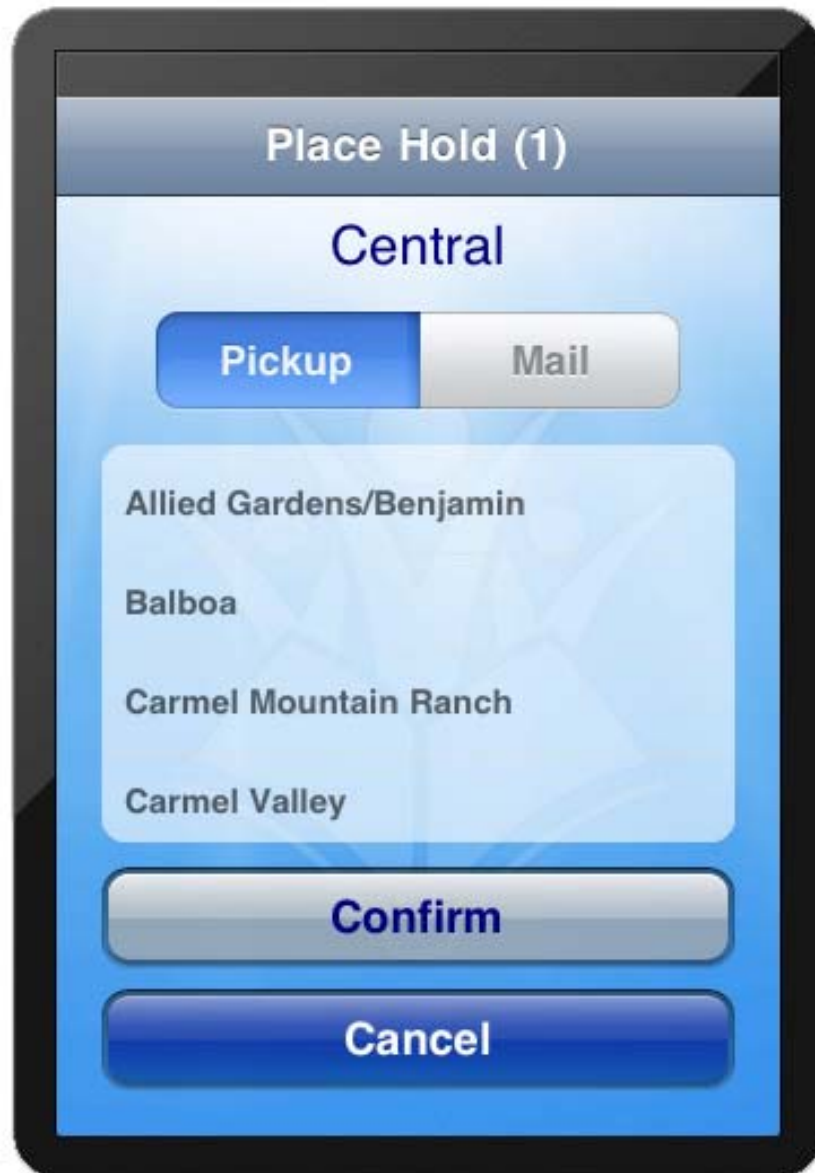 Place Hold (1)
Central
Pickup Mail
Allied Gardens/Benjamin
Balboa
Carmel Mountain Ranch
Carmel Valley
Confirm
Cancel